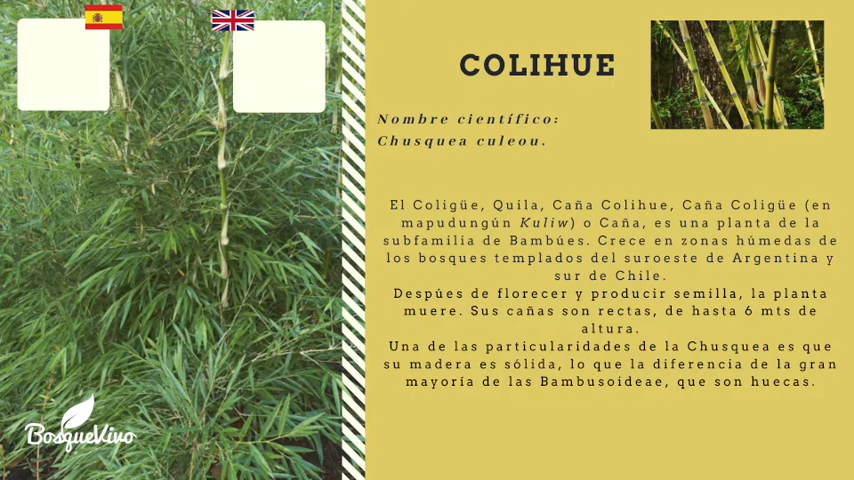 COLIHUE
Nombre científico:
Chusquea culeou.
El Coligüe, Quila, Caña Colihue, Caña Coligüe (en
mapudungún Kuliw) o Caña, es una planta de la
subfamilia de Bambúes. Crece en zonas húmedas de
los bosques templados del suroeste de Argentina y
sur de Chile.
Despúes de florecer y producir semilla, la planta
muere. Sus cañas son rectas, de hasta 6 mts de
altura.
Una de las particularidades de la Chusquea es que
su madera es sólida, lo que la diferencia de la gran
mayoría de las Bambusoideae, que son huecas.
BosqueVivo